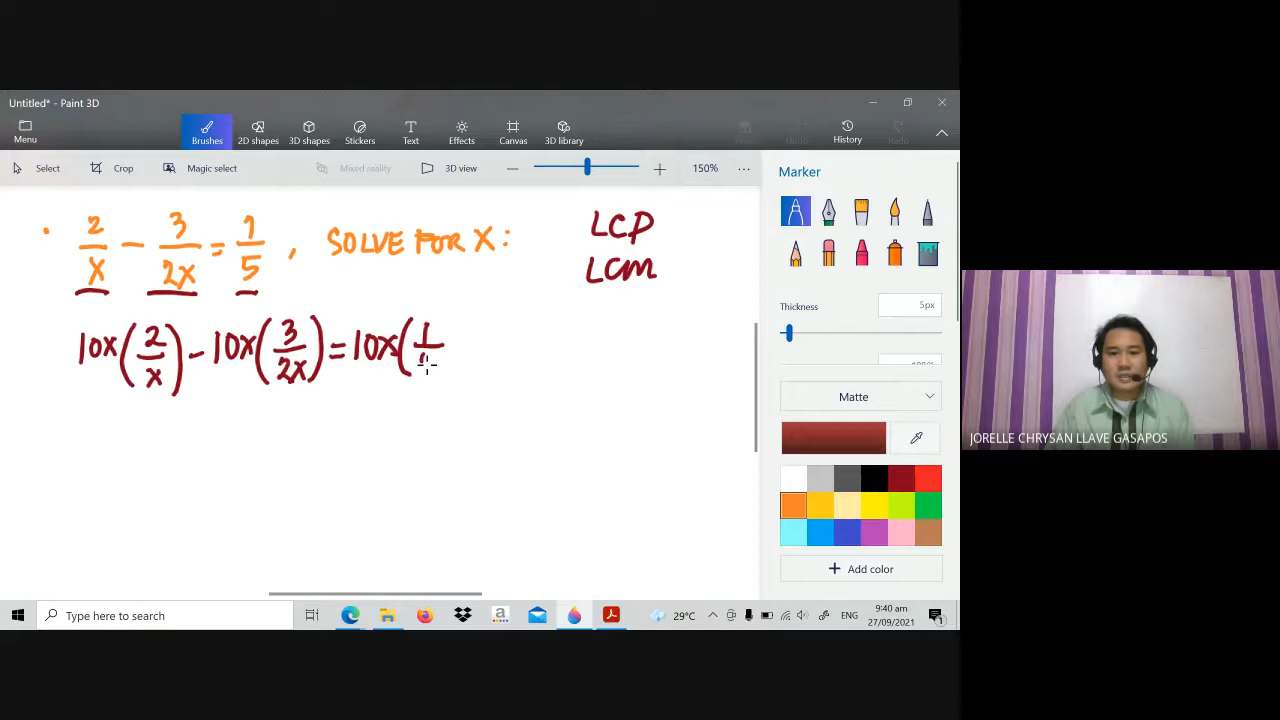 Untitled* - Paint 3D
Menu
Brushes
2D shapes
3D shapes
Stickers
Text
Effects
Canvas
3D library
History
Redo
Select
Crop
Magic select
Mixed reality
3D view
150%
Marker
2/x - 3/2x = 1/5 , SOLVE FOR X:
LCD
LCM
10x(2/x) - 10x(3/2x) = 10x(1/
Thickness
5px
Matte
Add color
JORELLE CHRYSAN LLAVE GASAPOS
Type here to search
29°C
ENG
9:40 am
27/09/2021